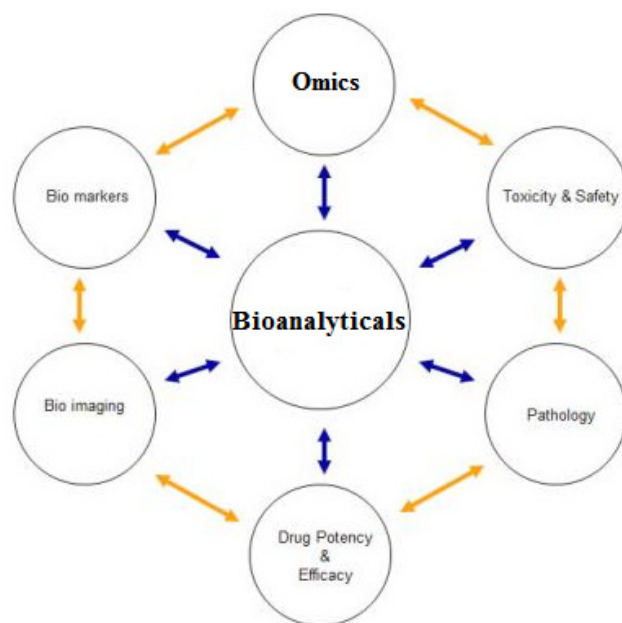 Omics
Bio markers
Toxicity & Safety
Bioanalyticals
Bio imaging
Pathology
Drug Potency
&
Efficacy